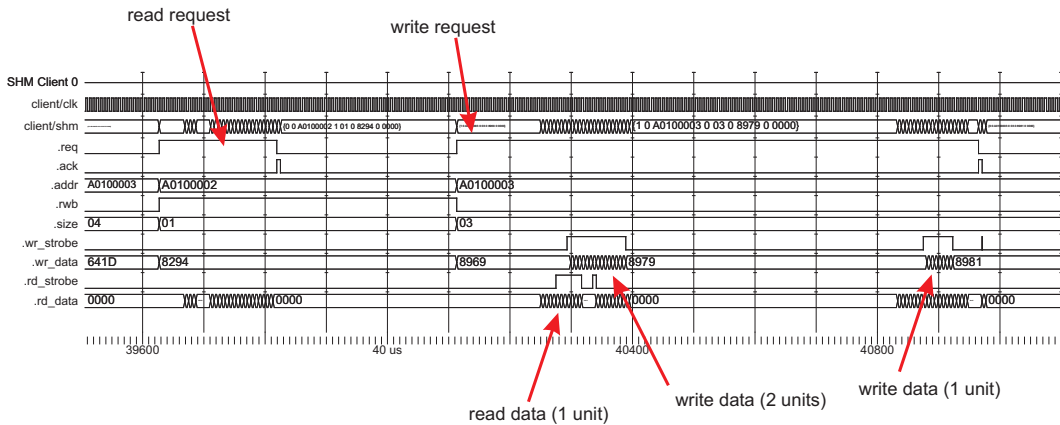 read request
write request
SHM Client 0
client/clk
client/shm {0 0 A0100002 1 01 0 8294 0 0000} {1 0 A0100003 0 03 0 8979 0 0000}
.req
.ack
.addr A0100003 A0100002 A0100003
.rwb
.size 04 01 03
.wr_strobe
.wr_data 641D 8294 8969 8979 8981
.rd_strobe
.rd_data 0000 0000 0000 0000
39600 40 us 40400 40800
read data (1 unit) write data (2 units) write data (1 unit)